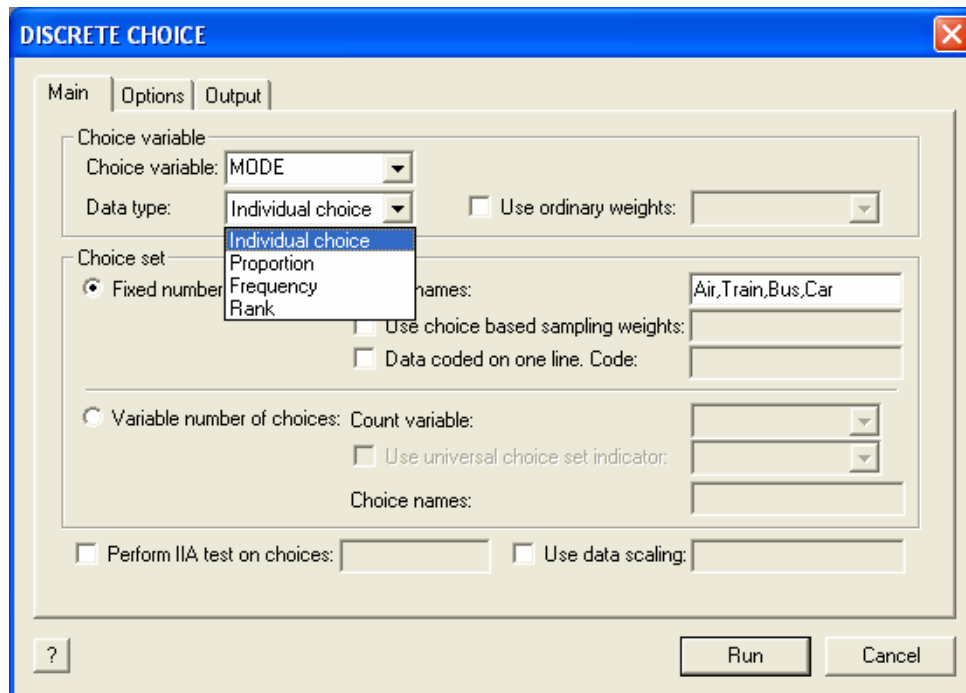 DISCRETE CHOICE
Main Options Output
Choice variable
Choice variable: MODE
Data type: Individual choice Use ordinary weights:
Individual choice
Proportion
Frequency
Rank
Choice set
Fixed number names: Air,Train,Bus,Car
Use choice based sampling weights:
Data coded on one line. Code:
Variable number of choices: Count variable:
Use universal choice set indicator:
Choice names:
Perform IIA test on choices: Use data scaling:
? Run Cancel